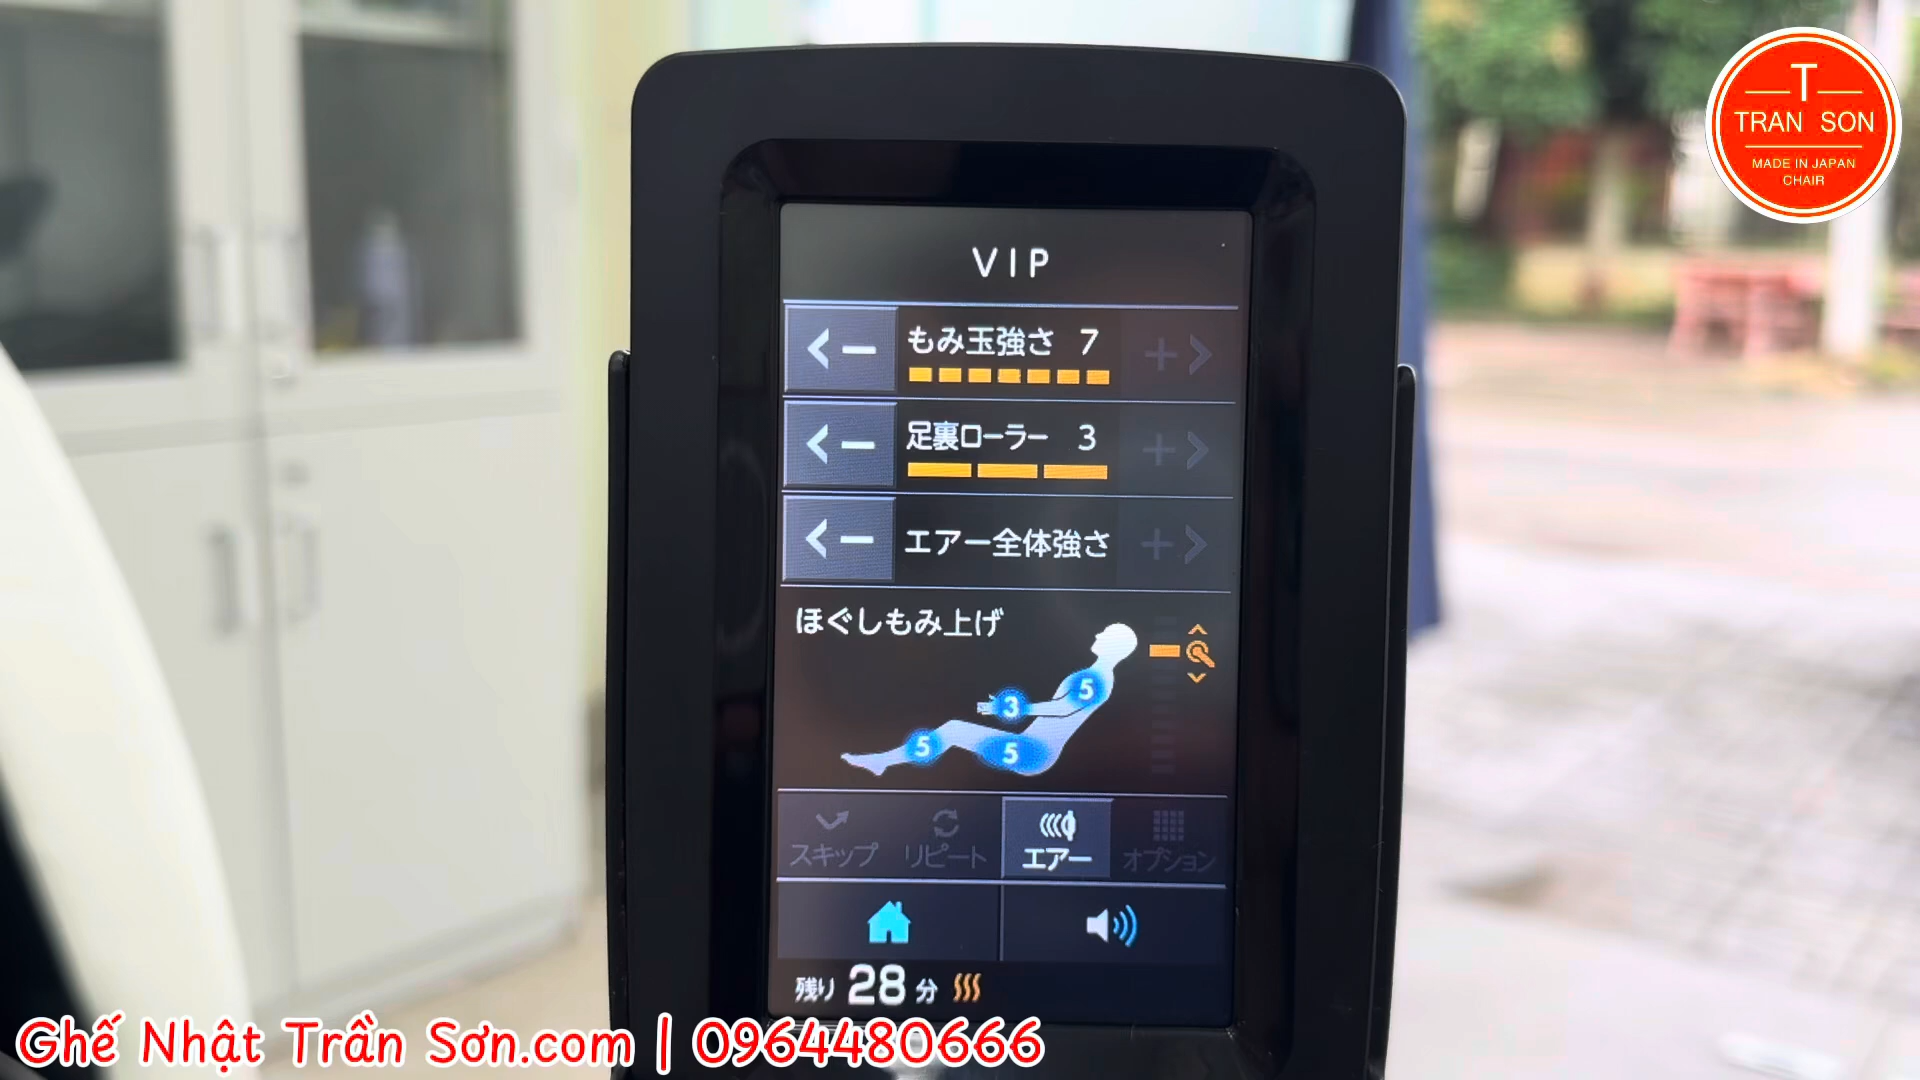 T
TRAN SON
MADE IN JAPAN
CHAIR
VIP
もみ玉強さ 7
足裏ローラー 3
エアー全体強さ
ほぐしもみ上げ
5
3
5
5
スキップ リピート エアー オプション
残り 28 分
Ghế Nhật Trần Sơn.com | 0964480666